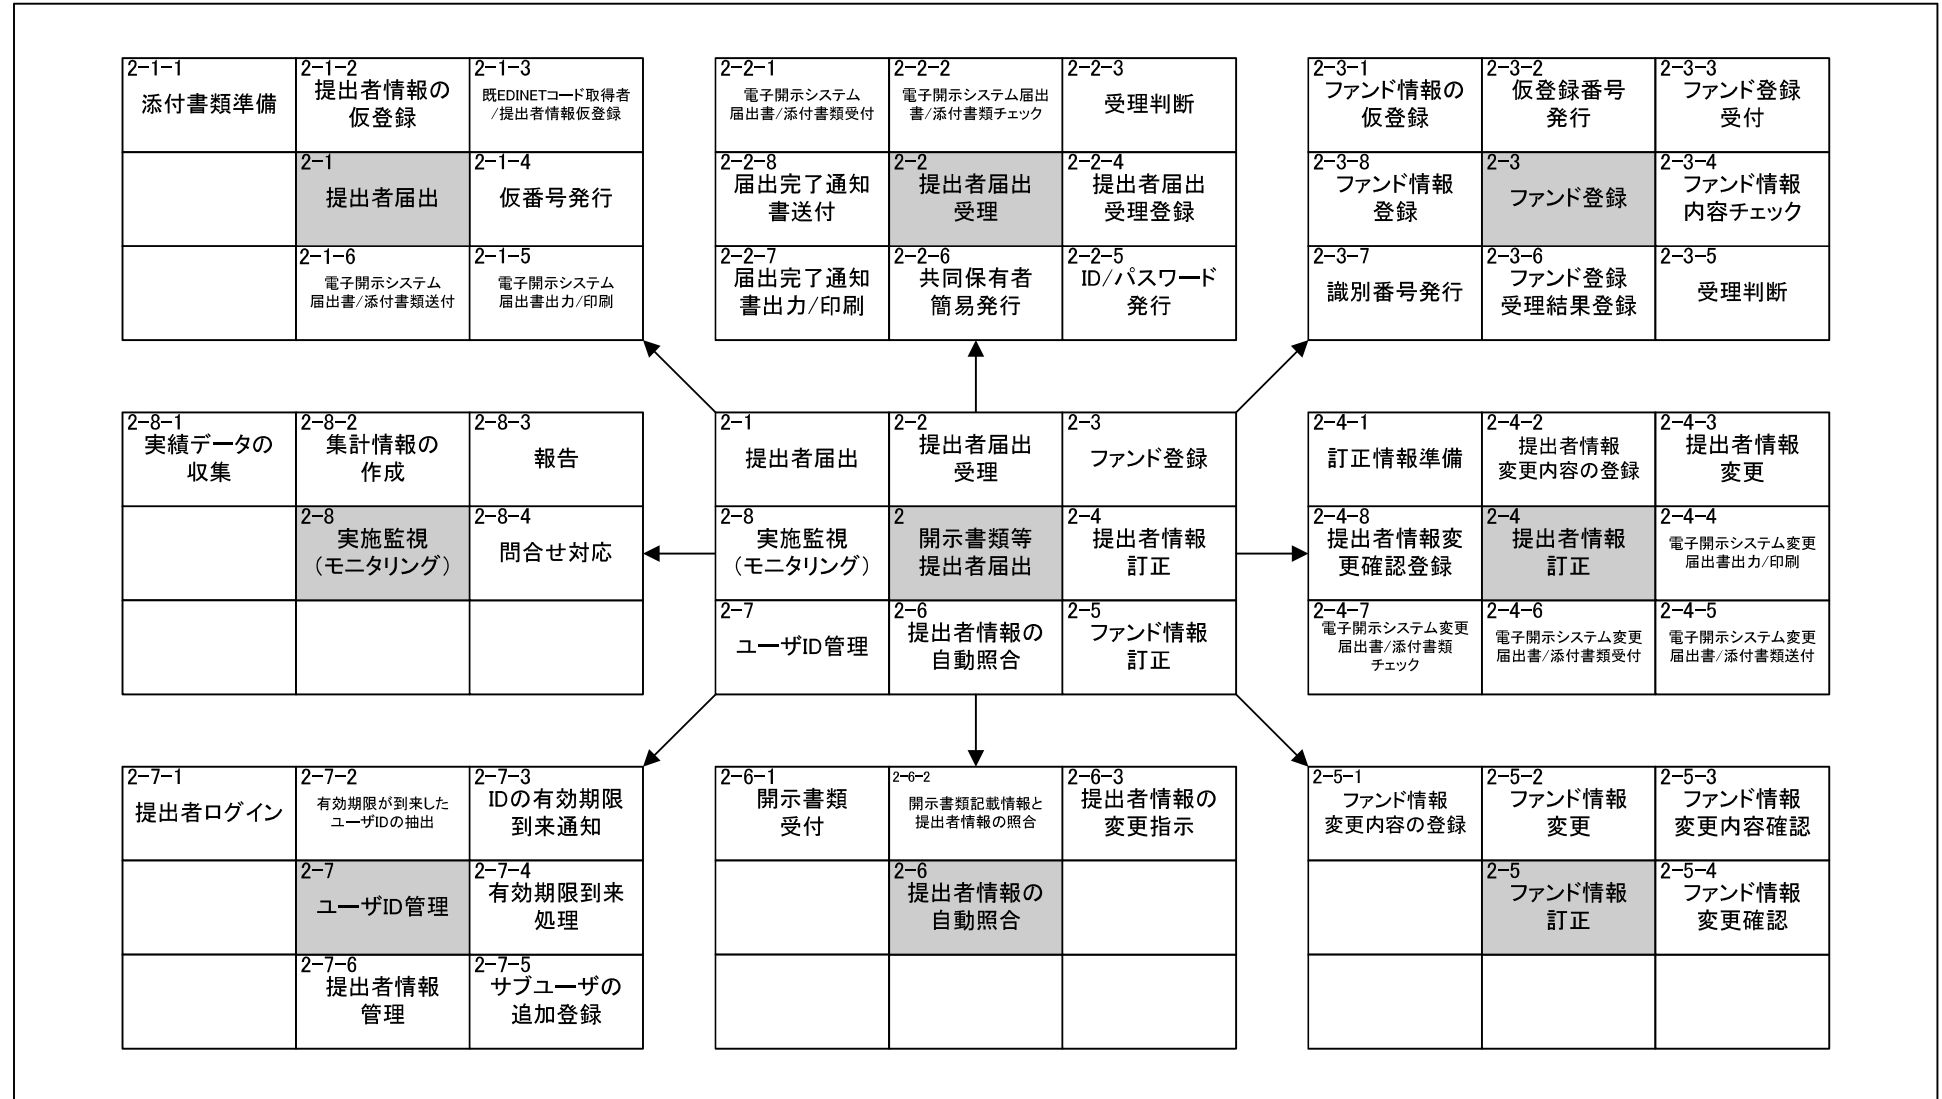 2-1-1
添付書類準備
2-1-2
提出者情報の
仮登録
2-1-3
既EDINETコード取得者
/提出者情報仮登録
2-1
提出者届出
2-1-4
仮番号発行
2-1-6
電子開示システム
届出書/添付書類送付
2-1-5
電子開示システム
届出書出力/印刷
2-2-1
電子開示システム
届出書/添付書類受付
2-2-2
電子開示システム届出
書/添付書類チェック
2-2-3
受理判断
2-2-8
届出完了通知
書送付
2-2
提出者届出
受理
2-2-4
提出者届出
受理登録
2-2-7
届出完了通知
書出力/印刷
2-2-6
共同保有者
簡易発行
2-2-5
ID/パスワード
発行
2-3-1
ファンド情報の
仮登録
2-3-2
仮登録番号
発行
2-3-3
ファンド登録
受付
2-3-8
ファンド情報
登録
2-3
ファンド登録
2-3-4
ファンド情報
内容チェック
2-3-7
識別番号発行
2-3-6
ファンド登録
受理結果登録
2-3-5
受理判断
2-8-1
実績データの
収集
2-8-2
集計情報の
作成
2-8-3
報告
2-8
実施監視
(モニタリング)
2-8-4
問合せ対応
2-1
提出者届出
2-2
提出者届出
受理
2-3
ファンド登録
2-8
実施監視
(モニタリング)
2
開示書類等
提出者届出
2-4
提出者情報
訂正
2-7
ユーザID管理
2-6
提出者情報の
自動照合
2-5
ファンド情報
訂正
2-4-1
訂正情報準備
2-4-2
提出者情報
変更内容の登録
2-4-3
提出者情報
変更
2-4-8
提出者情報変
更確認登録
2-4
提出者情報
訂正
2-4-4
電子開示システム変更
届出書出力/印刷
2-4-7
電子開示システム変更
届出書/添付書類
チェック
2-4-6
電子開示システム変更
届出書/添付書類受付
2-4-5
電子開示システム変更
届出書/添付書類送付
2-7-1
提出者ログイン
2-7-2
有効期限が到来した
ユーザIDの抽出
2-7-3
IDの有効期限
到来通知
2-7
ユーザID管理
2-7-4
有効期限到来
処理
2-7-6
提出者情報
管理
2-7-5
サブユーザの
追加登録
2-6-1
開示書類
受付
2-6-2
開示書類記載情報と
提出者情報の照合
2-6-3
提出者情報の
変更指示
2-6
提出者情報の
自動照合
2-5-1
ファンド情報
変更内容の登録
2-5-2
ファンド情報
変更
2-5-3
ファンド情報
変更内容確認
2-5
ファンド情報
訂正
2-5-4
ファンド情報
変更確認